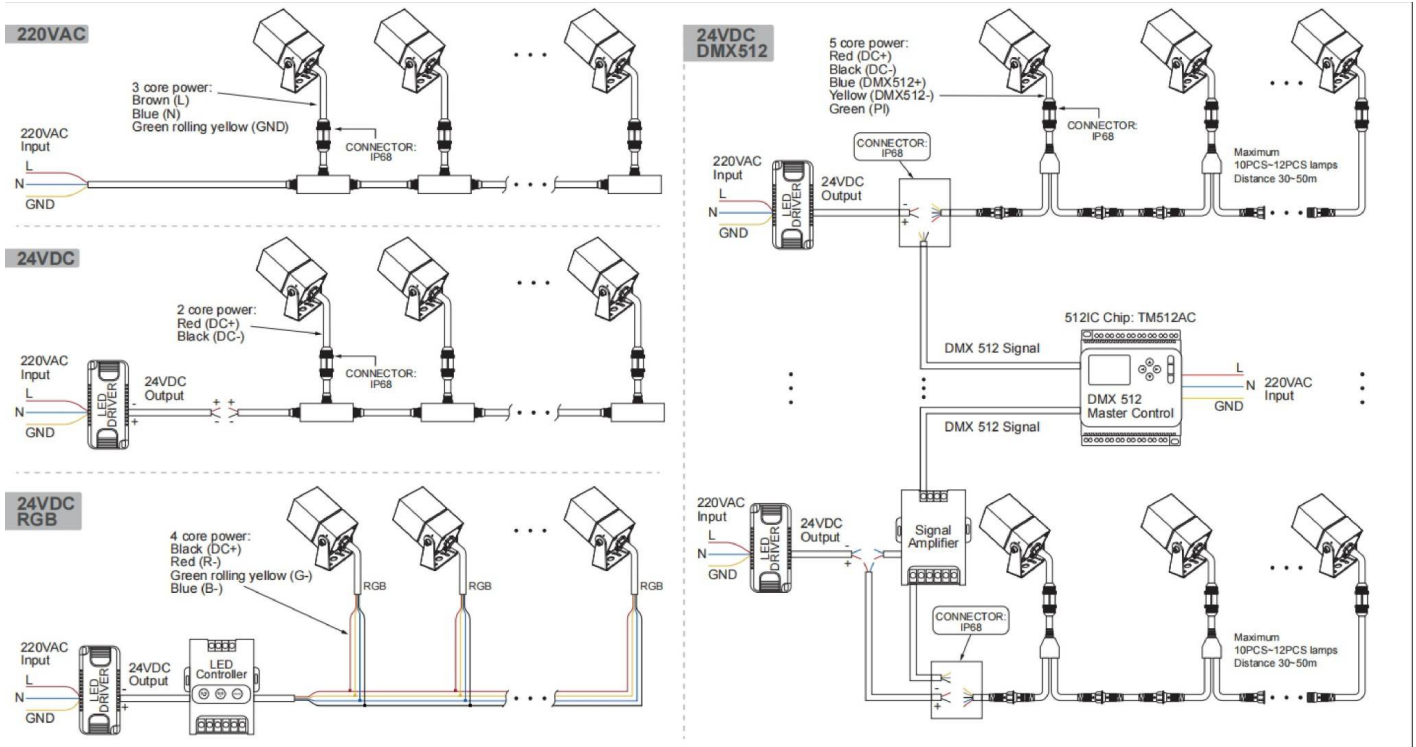 220VAC
3 core power:
Brown (L)
Blue (N)
Green rolling yellow (GND)
CONNECTOR:
IP68
220VAC
Input
L
N
GND
24VDC
2 core power:
Red (DC+)
Black (DC-)
CONNECTOR:
IP68
220VAC
Input
L
N
GND
LED
DRIVER
-
+
24VDC
Output
+ +
- -
24VDC
RGB
4 core power:
Black (DC+)
Red (R-)
Green rolling yellow (G-)
Blue (B-)
RGB
RGB
RGB
220VAC
Input
L
N
GND
LED
DRIVER
-
+
24VDC
Output
LED
Controller
24VDC
DMX512
5 core power:
Red (DC+)
Black (DC-)
Blue (DMX512+)
Yellow (DMX512-)
Green (PI)
CONNECTOR:
IP68
CONNECTOR:
IP68
Maximum
10PCS~12PCS lamps
Distance 30~50m
220VAC
Input
L
N
GND
LED
DRIVER
24VDC
Output
-
+
512IC Chip: TM512AC
DMX 512 Signal
DMX 512
Master Control
L
N
GND
220VAC
Input
DMX 512 Signal
220VAC
Input
L
N
GND
LED
DRIVER
24VDC
Output
-
+
Signal
Amplifier
CONNECTOR:
IP68
-
+
Maximum
10PCS~12PCS lamps
Distance 30~50m